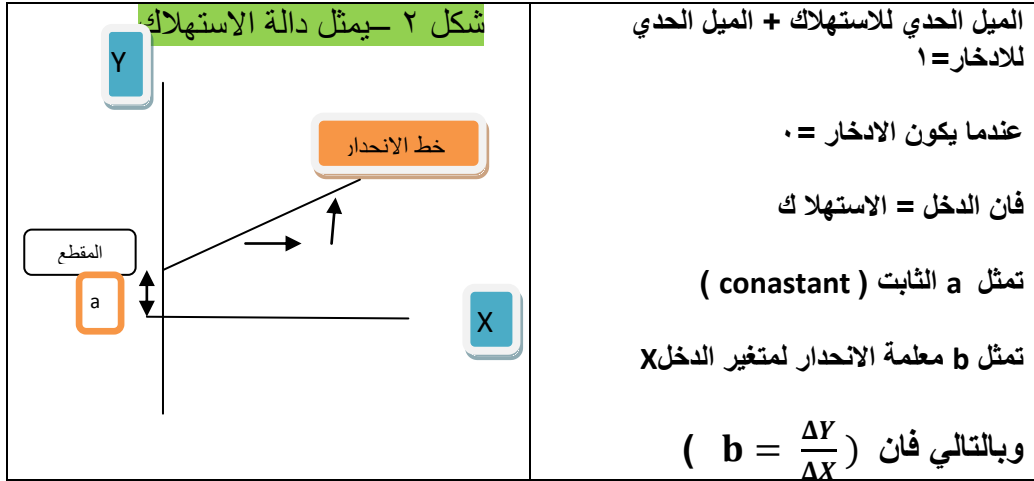 الميل الحدي للاستهلاك + الميل الحدي
للادخار=١
عندما يكون الادخار =٠
فان الدخل = الاستهلا ك
تمثل a الثابت ( conastant )
تمثل b معلمة الانحدار لمتغير الدخلX
وبالتالي فان ( b = ΔY/ΔX )
شكل ٢ –يمثل دالة الاستهلاك
Y
خط الانحدار
المقطع
a
X